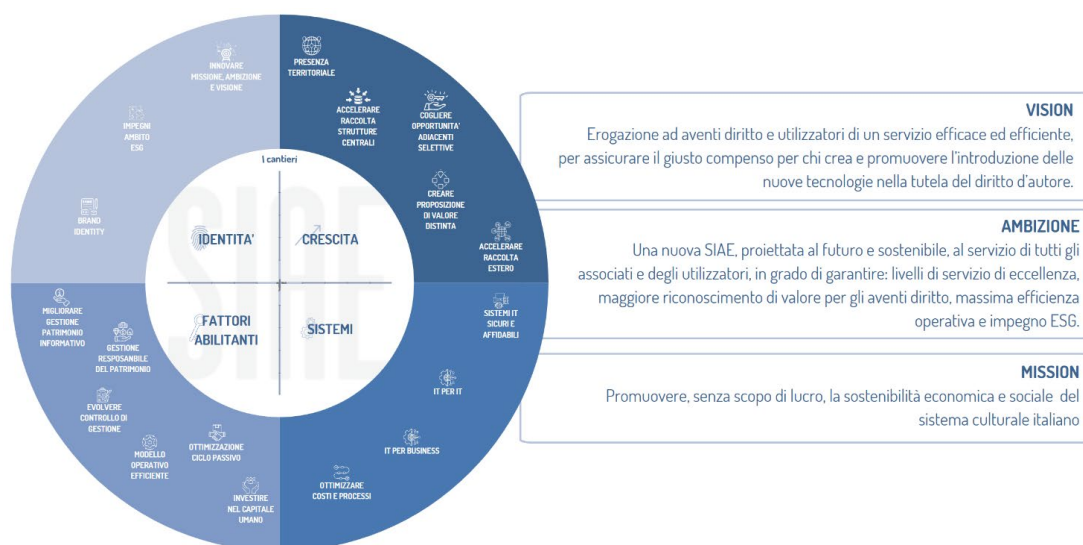 INNOVARE
MISSIONE, AMBIZIONE
E VISIONE
IMPEGNI
AMBITO
ESG
BRAND
IDENTITY
PRESENZA
TERRITORIALE
ACCELERARE
RACCOLTA
STRUTTURE
CENTRALI
COGLIERE
OPPORTUNITA'
ADIACENTI
SELETTIVE
CREARE
PROPOSIZIONE
DI VALORE
DISTINTA
ACCELERARE
RACCOLTA
ESTERO
I cantieri
SIAE
IDENTITA'
CRESCITA
FATTORI
ABILITANTI
SISTEMI
MIGLIORARE
GESTIONE
PATRIMONIO
INFORMATIVO
GESTIONE
RESPONSABILE
DEL PATRIMONIO
EVOLVERE
CONTROLLO DI
GESTIONE
MODELLO
OPERATIVO
EFFICIENTE
OTTIMIZZAZIONE
CICLO PASSIVO
INVESTIRE
NEL CAPITALE
UMANO
SISTEMI IT
SICURI E
AFFIDABILI
IT PER IT
IT PER BUSINESS
OTTIMIZZARE
COSTI E PROCESSI
VISION
Erogazione ad aventi diritto e utilizzatori di un servizio efficace ed efficiente,
per assicurare il giusto compenso per chi crea e promuovere l'introduzione delle
nuove tecnologie nella tutela del diritto d'autore.
AMBIZIONE
Una nuova SIAE, proiettata al futuro e sostenibile, al servizio di tutti gli
associati e degli utilizzatori, in grado di garantire: livelli di servizio di eccellenza,
maggiore riconoscimento di valore per gli aventi diritto, massima efficienza
operativa e impegno ESG.
MISSION
Promuovere, senza scopo di lucro, la sostenibilità economica e sociale del
sistema culturale italiano